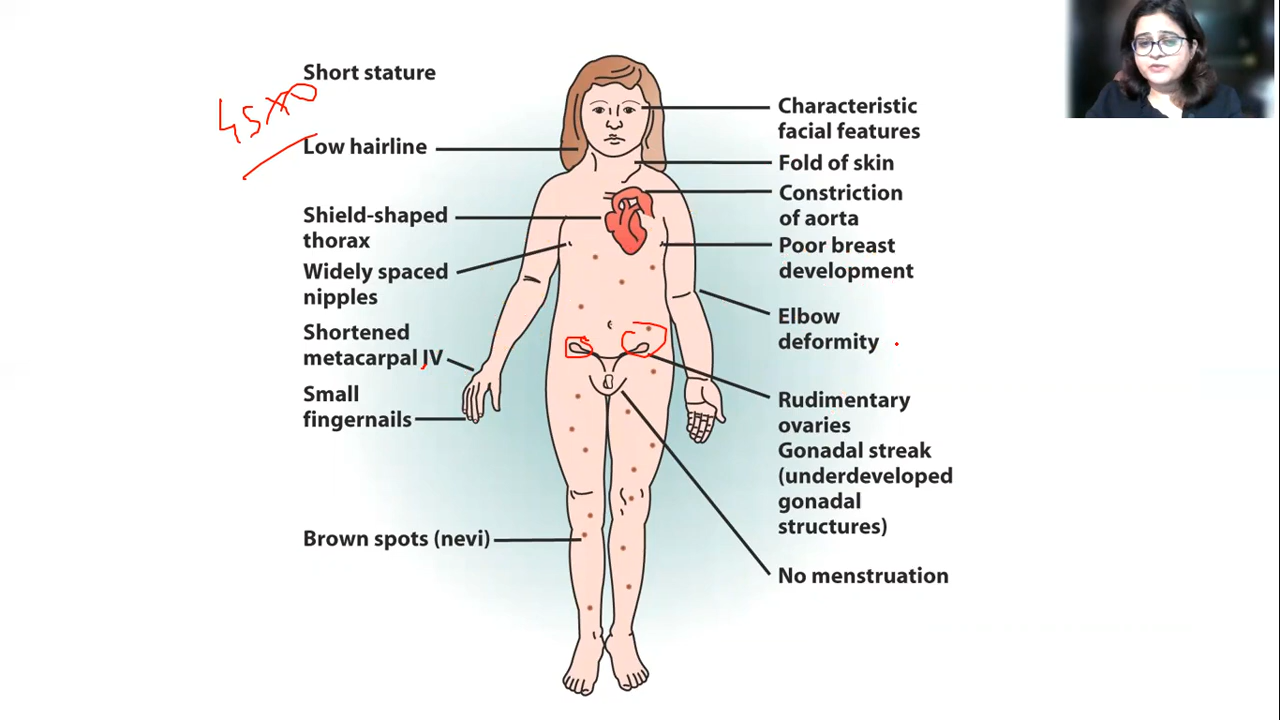 Short stature
45XO
Low hairline
Shield-shaped
thorax
Widely spaced
nipples
Shortened
metacarpal IV
Small
fingernails
Brown spots (nevi)
Characteristic
facial features
Fold of skin
Constriction
of aorta
Poor breast
development
Elbow
deformity
Rudimentary
ovaries
Gonadal streak
(underdeveloped
gonadal
structures)
No menstruation